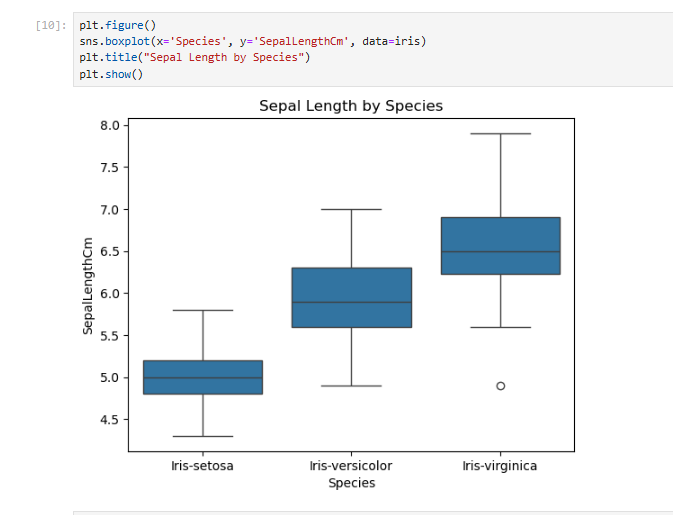 [10]: plt.figure()
sns.boxplot(x='Species', y='SepalLengthCm', data=iris)
plt.title("Sepal Length by Species")
plt.show()
Sepal Length by Species
8.0
7.5
7.0
6.5
6.0
5.5
5.0
4.5
SepalLengthCm
Iris-setosa Iris-versicolor Iris-virginica
Species